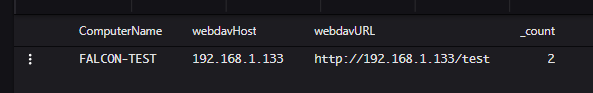 ComputerName webdavHost webdavURL _count
FALCON-TEST 192.168.1.133 http://192.168.1.133/test 2